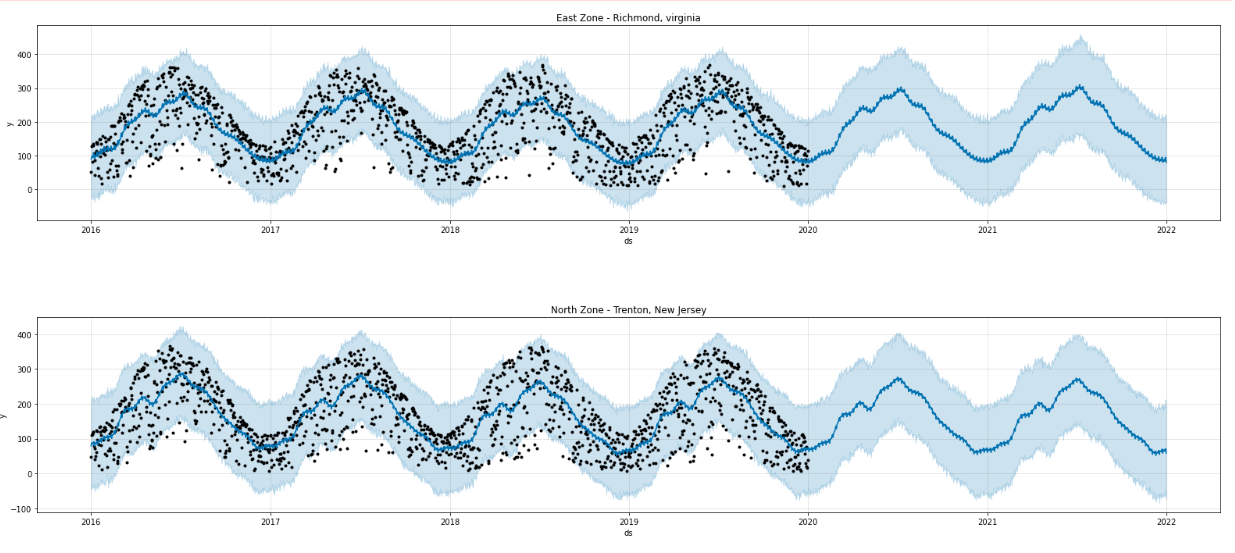 East Zone - Richmond, virginia
400
300
200
100
0
y
2016 2017 2018 2019 2020 2021 2022
ds
North Zone - Trenton, New Jersey
400
300
200
100
0
−100
y
2016 2017 2018 2019 2020 2021 2022
ds